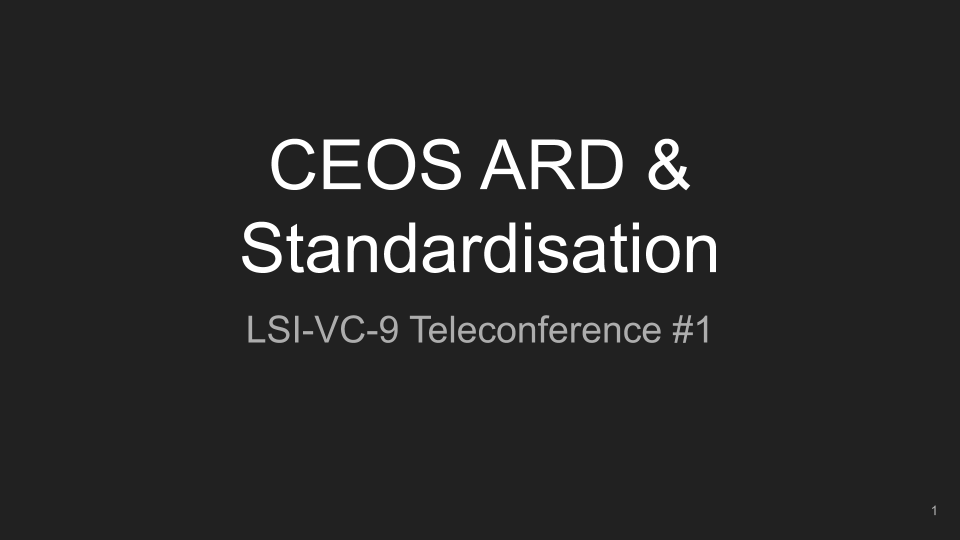 CEOS ARD &
Standardisation
LSI-VC-9 Teleconference #1
1